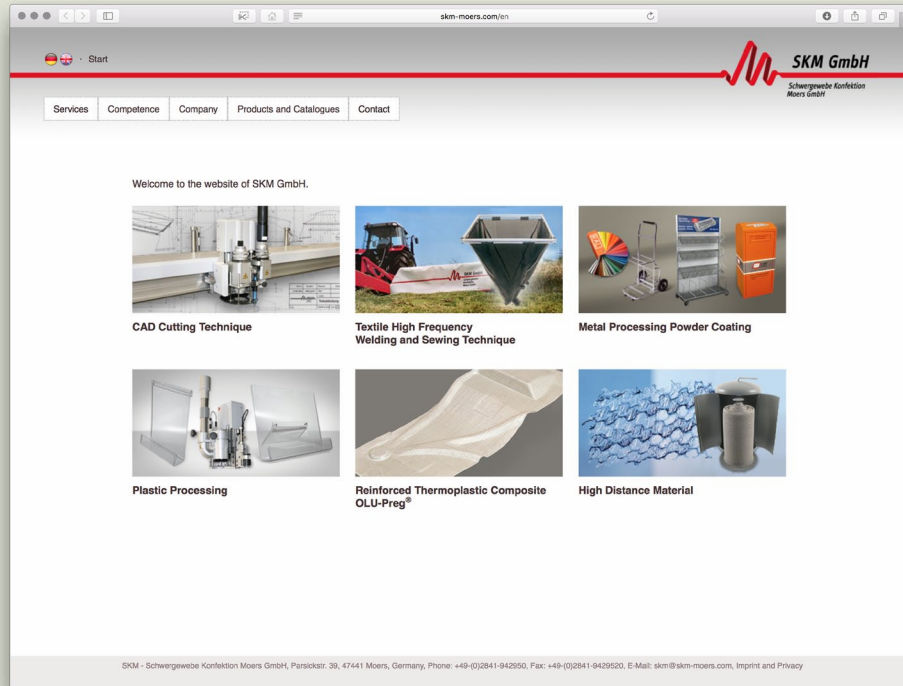 skm-moers.com/en
· Start
SKM GmbH
Schwergewebe Konfektion
Moers GmbH
Services
Competence
Company
Products and Catalogues
Contact
Welcome to the website of SKM GmbH.
SKM GmbH
CAD Cutting Technique
Textile High Frequency
Welding and Sewing Technique
Metal Processing Powder Coating
Plastic Processing
Reinforced Thermoplastic Composite
OLU-Preg®
High Distance Material
SKM - Schwergewebe Konfektion Moers GmbH, Parsickstr. 39, 47441 Moers, Germany, Phone: +49-(0)2841-942950, Fax: +49-(0)2841-9429520, E-Mail: skm@skm-moers.com, Imprint and Privacy